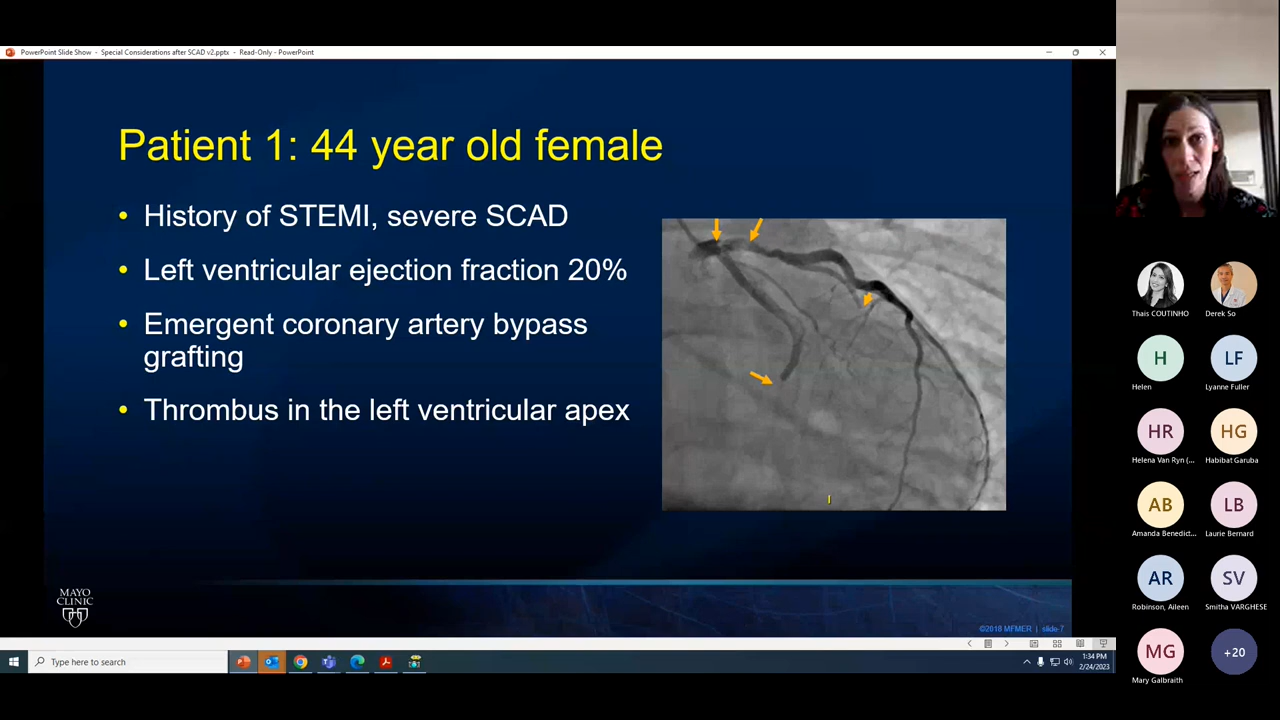 PowerPoint Slide Show - Special Considerations after SCAD v2.pptx - Read-Only - PowerPoint
Patient 1: 44 year old female
• History of STEMI, severe SCAD
• Left ventricular ejection fraction 20%
• Emergent coronary artery bypass
grafting
• Thrombus in the left ventricular apex
MAYO
CLINIC
©2018 MFMER | slide-7
Type here to search
1:34 PM
2/24/2023
Thais COUTINHO
Derek So
H
Helen
LF
Lyanne Fuller
HR
Helena Van Ryn (...
HG
Habibat Garuba
AB
Amanda Benedict...
LB
Laurie Bernard
AR
Robinson, Aileen
SV
Smitha VARGHESE
MG
Mary Galbraith
+20